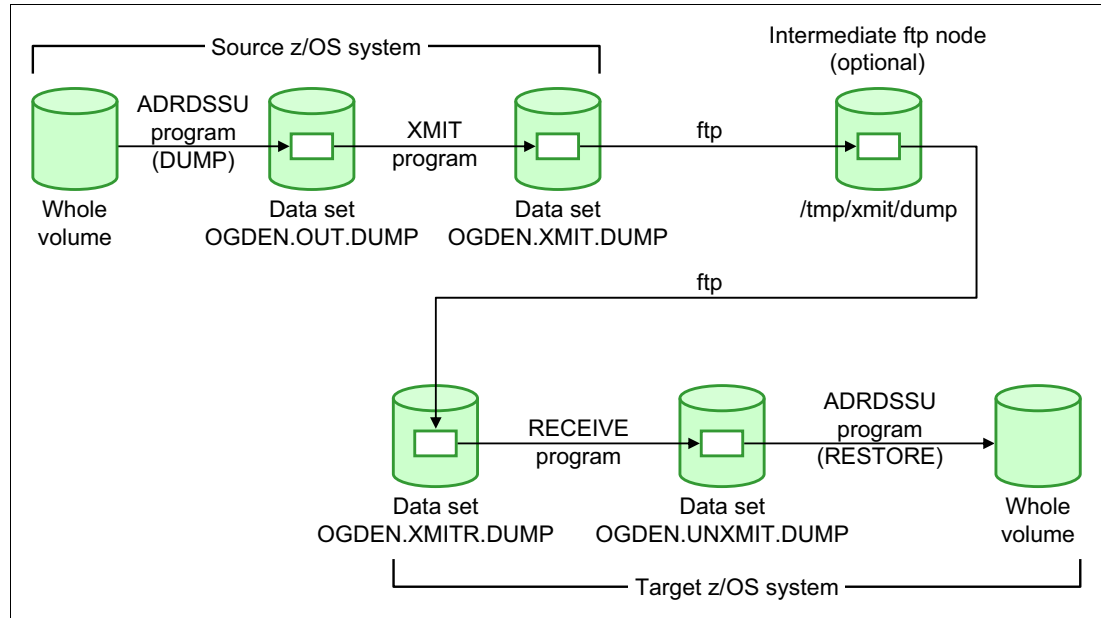 Source z/OS system
Intermediate ftp node
(optional)
ADRDSSU
program
(DUMP)
XMIT
program
ftp
Whole
volume
Data set
OGDEN.OUT.DUMP
Data set
OGDEN.XMIT.DUMP
/tmp/xmit/dump
ftp
RECEIVE
program
ADRDSSU
program
(RESTORE)
Data set
OGDEN.XMITR.DUMP
Data set
OGDEN.UNXMIT.DUMP
Whole
volume
Target z/OS system